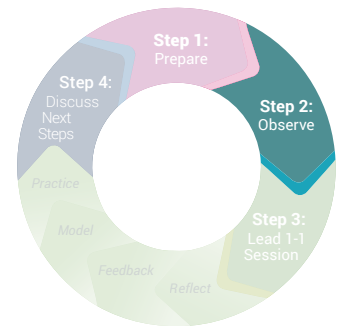 Step 1:
Prepare
Step 2:
Observe
Step 3:
Lead 1-1
Session
Reflect
Feedback
Model
Practice
Step 4:
Discuss
Next
Steps